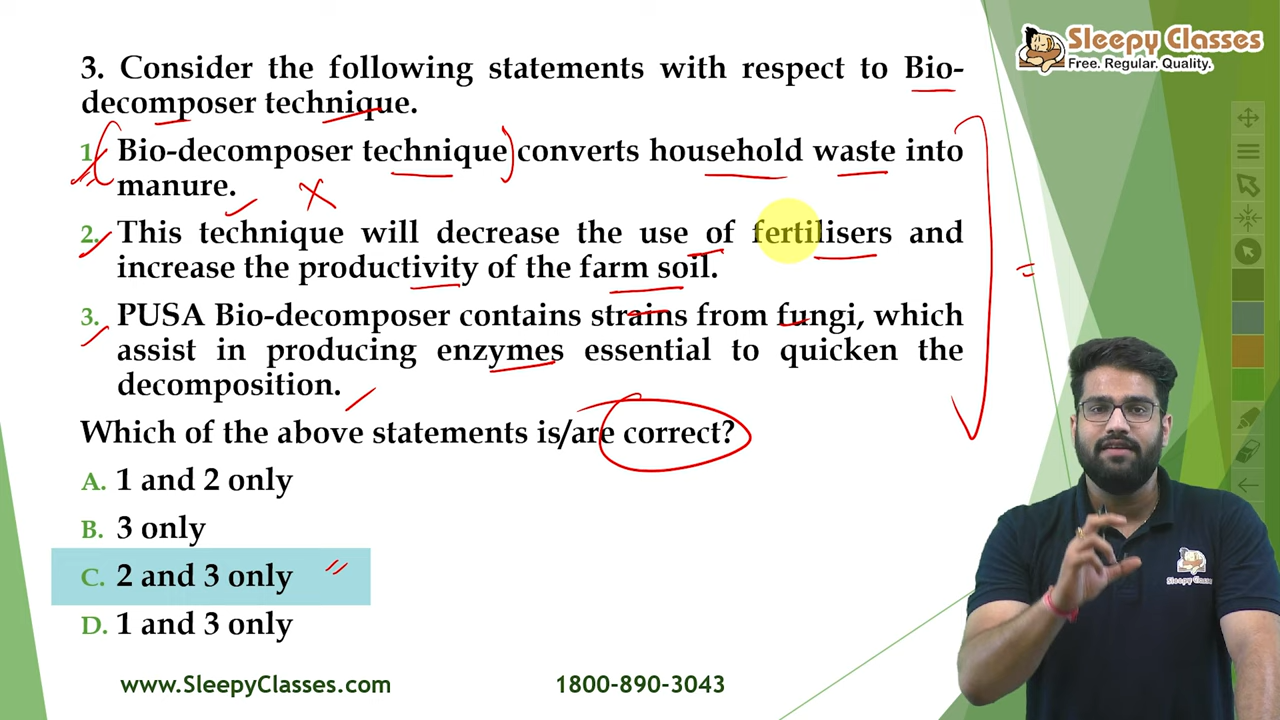 Sleepy Classes
Free. Regular. Quality.
3. Consider the following statements with respect to Bio-
decomposer technique.
1. Bio-decomposer technique converts household waste into
manure.
2. This technique will decrease the use of fertilisers and
increase the productivity of the farm soil.
3. PUSA Bio-decomposer contains strains from fungi, which
assist in producing enzymes essential to quicken the
decomposition.
Which of the above statements is/are correct?
A. 1 and 2 only
B. 3 only
C. 2 and 3 only
D. 1 and 3 only
www.SleepyClasses.com
1800-890-3043
Sleepy Classes